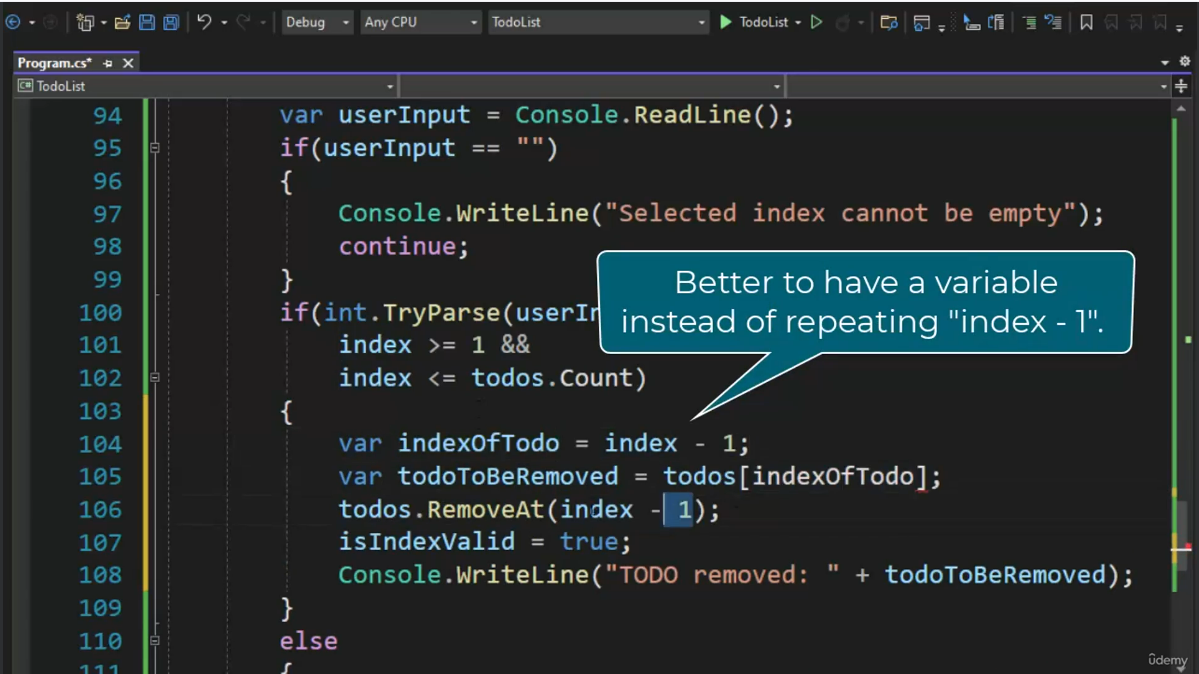 Debug Any CPU TodoList TodoList
Program.cs*
TodoList
94 var userInput = Console.ReadLine();
95 if(userInput == "")
96 {
97 Console.WriteLine("Selected index cannot be empty");
98 continue;
99 }
100 if(int.TryParse(userIn
101 index >= 1 &&
102 index <= todos.Count)
103 {
104 var indexOfTodo = index - 1;
105 var todoToBeRemoved = todos[indexOfTodo];
106 todos.RemoveAt(index - 1);
107 isIndexValid = true;
108 Console.WriteLine("TODO removed: " + todoToBeRemoved);
109 }
110 else
111 {
Better to have a variable
instead of repeating "index - 1".
udemy